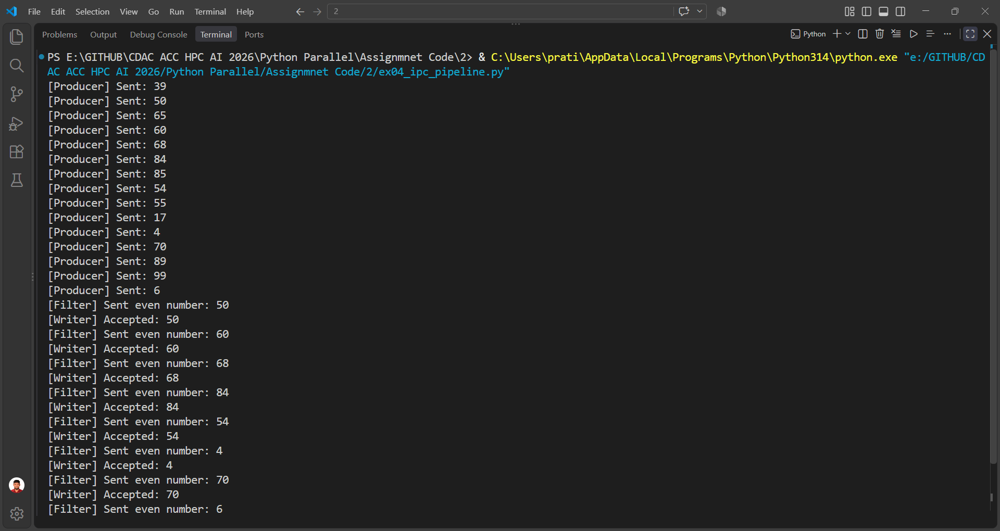 File Edit Selection View Go Run Terminal Help
2
Problems Output Debug Console Terminal Ports
Python
PS E:\GITHUB\CDAC ACC HPC AI 2026\Python Parallel\Assignmnet Code\2> & C:\Users\prati\AppData\Local\Programs\Python\Python314\python.exe "e:/GITHUB/CD
AC ACC HPC AI 2026/Python Parallel/Assignmnet Code/2/ex04_ipc_pipeline.py"
[Producer] Sent: 39
[Producer] Sent: 50
[Producer] Sent: 65
[Producer] Sent: 60
[Producer] Sent: 68
[Producer] Sent: 84
[Producer] Sent: 85
[Producer] Sent: 54
[Producer] Sent: 55
[Producer] Sent: 17
[Producer] Sent: 4
[Producer] Sent: 70
[Producer] Sent: 89
[Producer] Sent: 99
[Producer] Sent: 6
[Filter] Sent even number: 50
[Writer] Accepted: 50
[Filter] Sent even number: 60
[Writer] Accepted: 60
[Filter] Sent even number: 68
[Writer] Accepted: 68
[Filter] Sent even number: 84
[Writer] Accepted: 84
[Filter] Sent even number: 54
[Writer] Accepted: 54
[Filter] Sent even number: 4
[Writer] Accepted: 4
[Filter] Sent even number: 70
[Writer] Accepted: 70
[Filter] Sent even number: 6